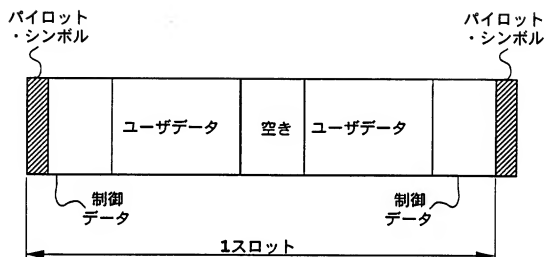 パイロット
・シンボル
パイロット
・シンボル
ユーザデータ
空き
ユーザデータ
制御
データ
制御
データ
1スロット